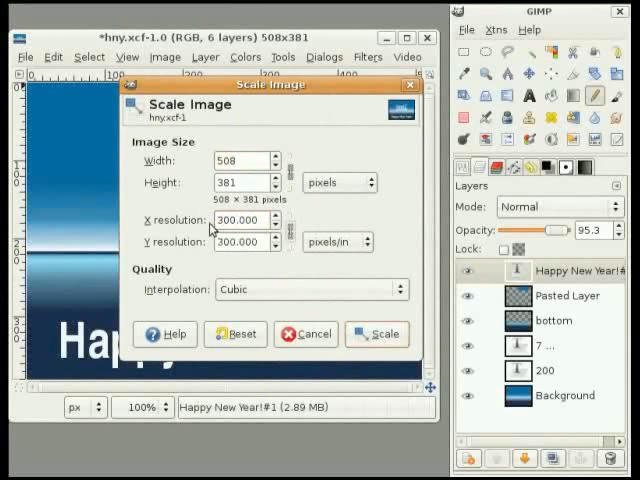 *hny.xcf-1.0 (RGB, 6 layers) 508x381
File Edit Select View Image Layer Colors Tools Dialogs Filters Video
Scale Image
Scale Image
hny.xcf-1
Image Size
Width: 508
Height: 381 pixels
508 × 381 pixels
X resolution: 300.000
Y resolution: 300.000 pixels/in
Quality
Interpolation: Cubic
Help Reset Cancel Scale
Happy
px 100% Happy New Year!#1 (2.89 MB)
GIMP
File Xtns Help
Layers
Mode: Normal
Opacity: 95.3
Lock:
Happy New Year!#
Pasted Layer
bottom
7 ...
200
Background